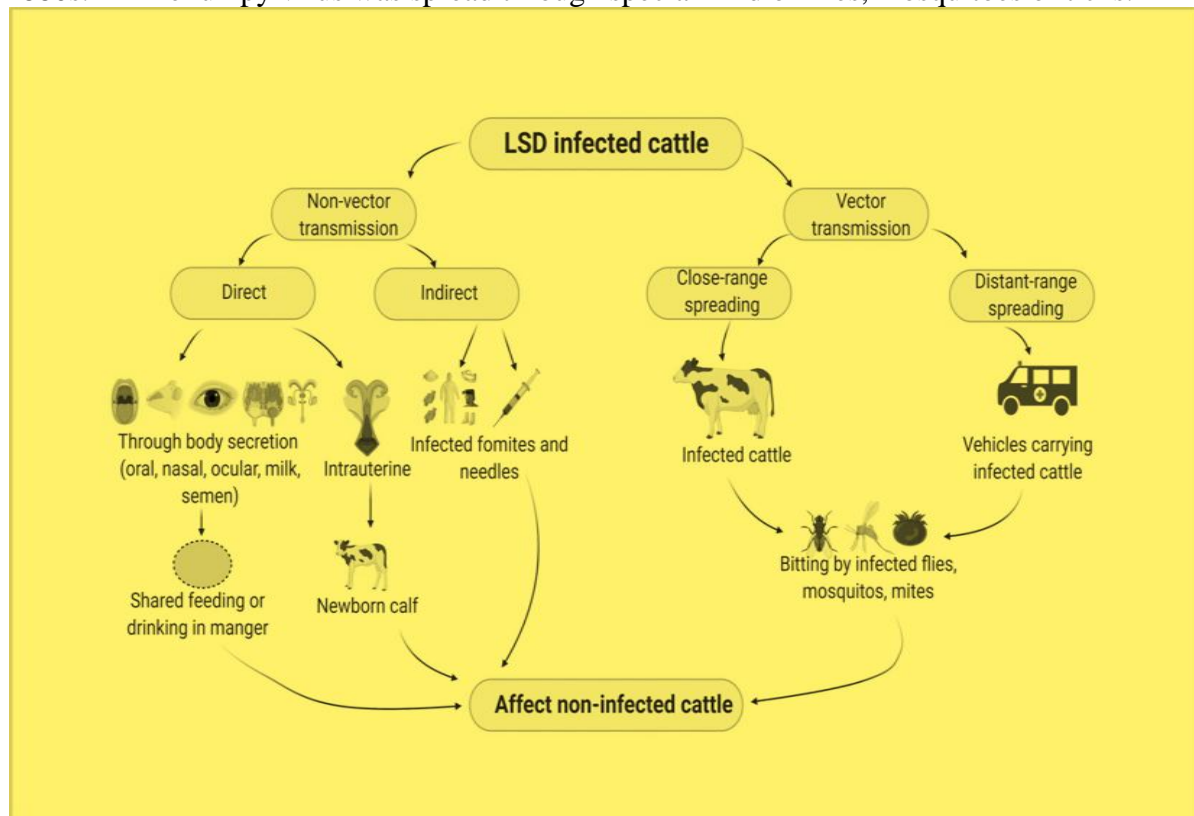 LSD infected cattle
Non-vector
transmission
Vector
transmission
Direct
Indirect
Close-range
spreading
Distant-range
spreading
Through body secretion
(oral, nasal, ocular, milk,
semen)
Intrauterine
Infected fomites and
needles
Infected cattle
Vehicles carrying
infected cattle
Shared feeding or
drinking in manger
Newborn calf
Bitting by infected flies,
mosquitos, mites
Affect non-infected cattle